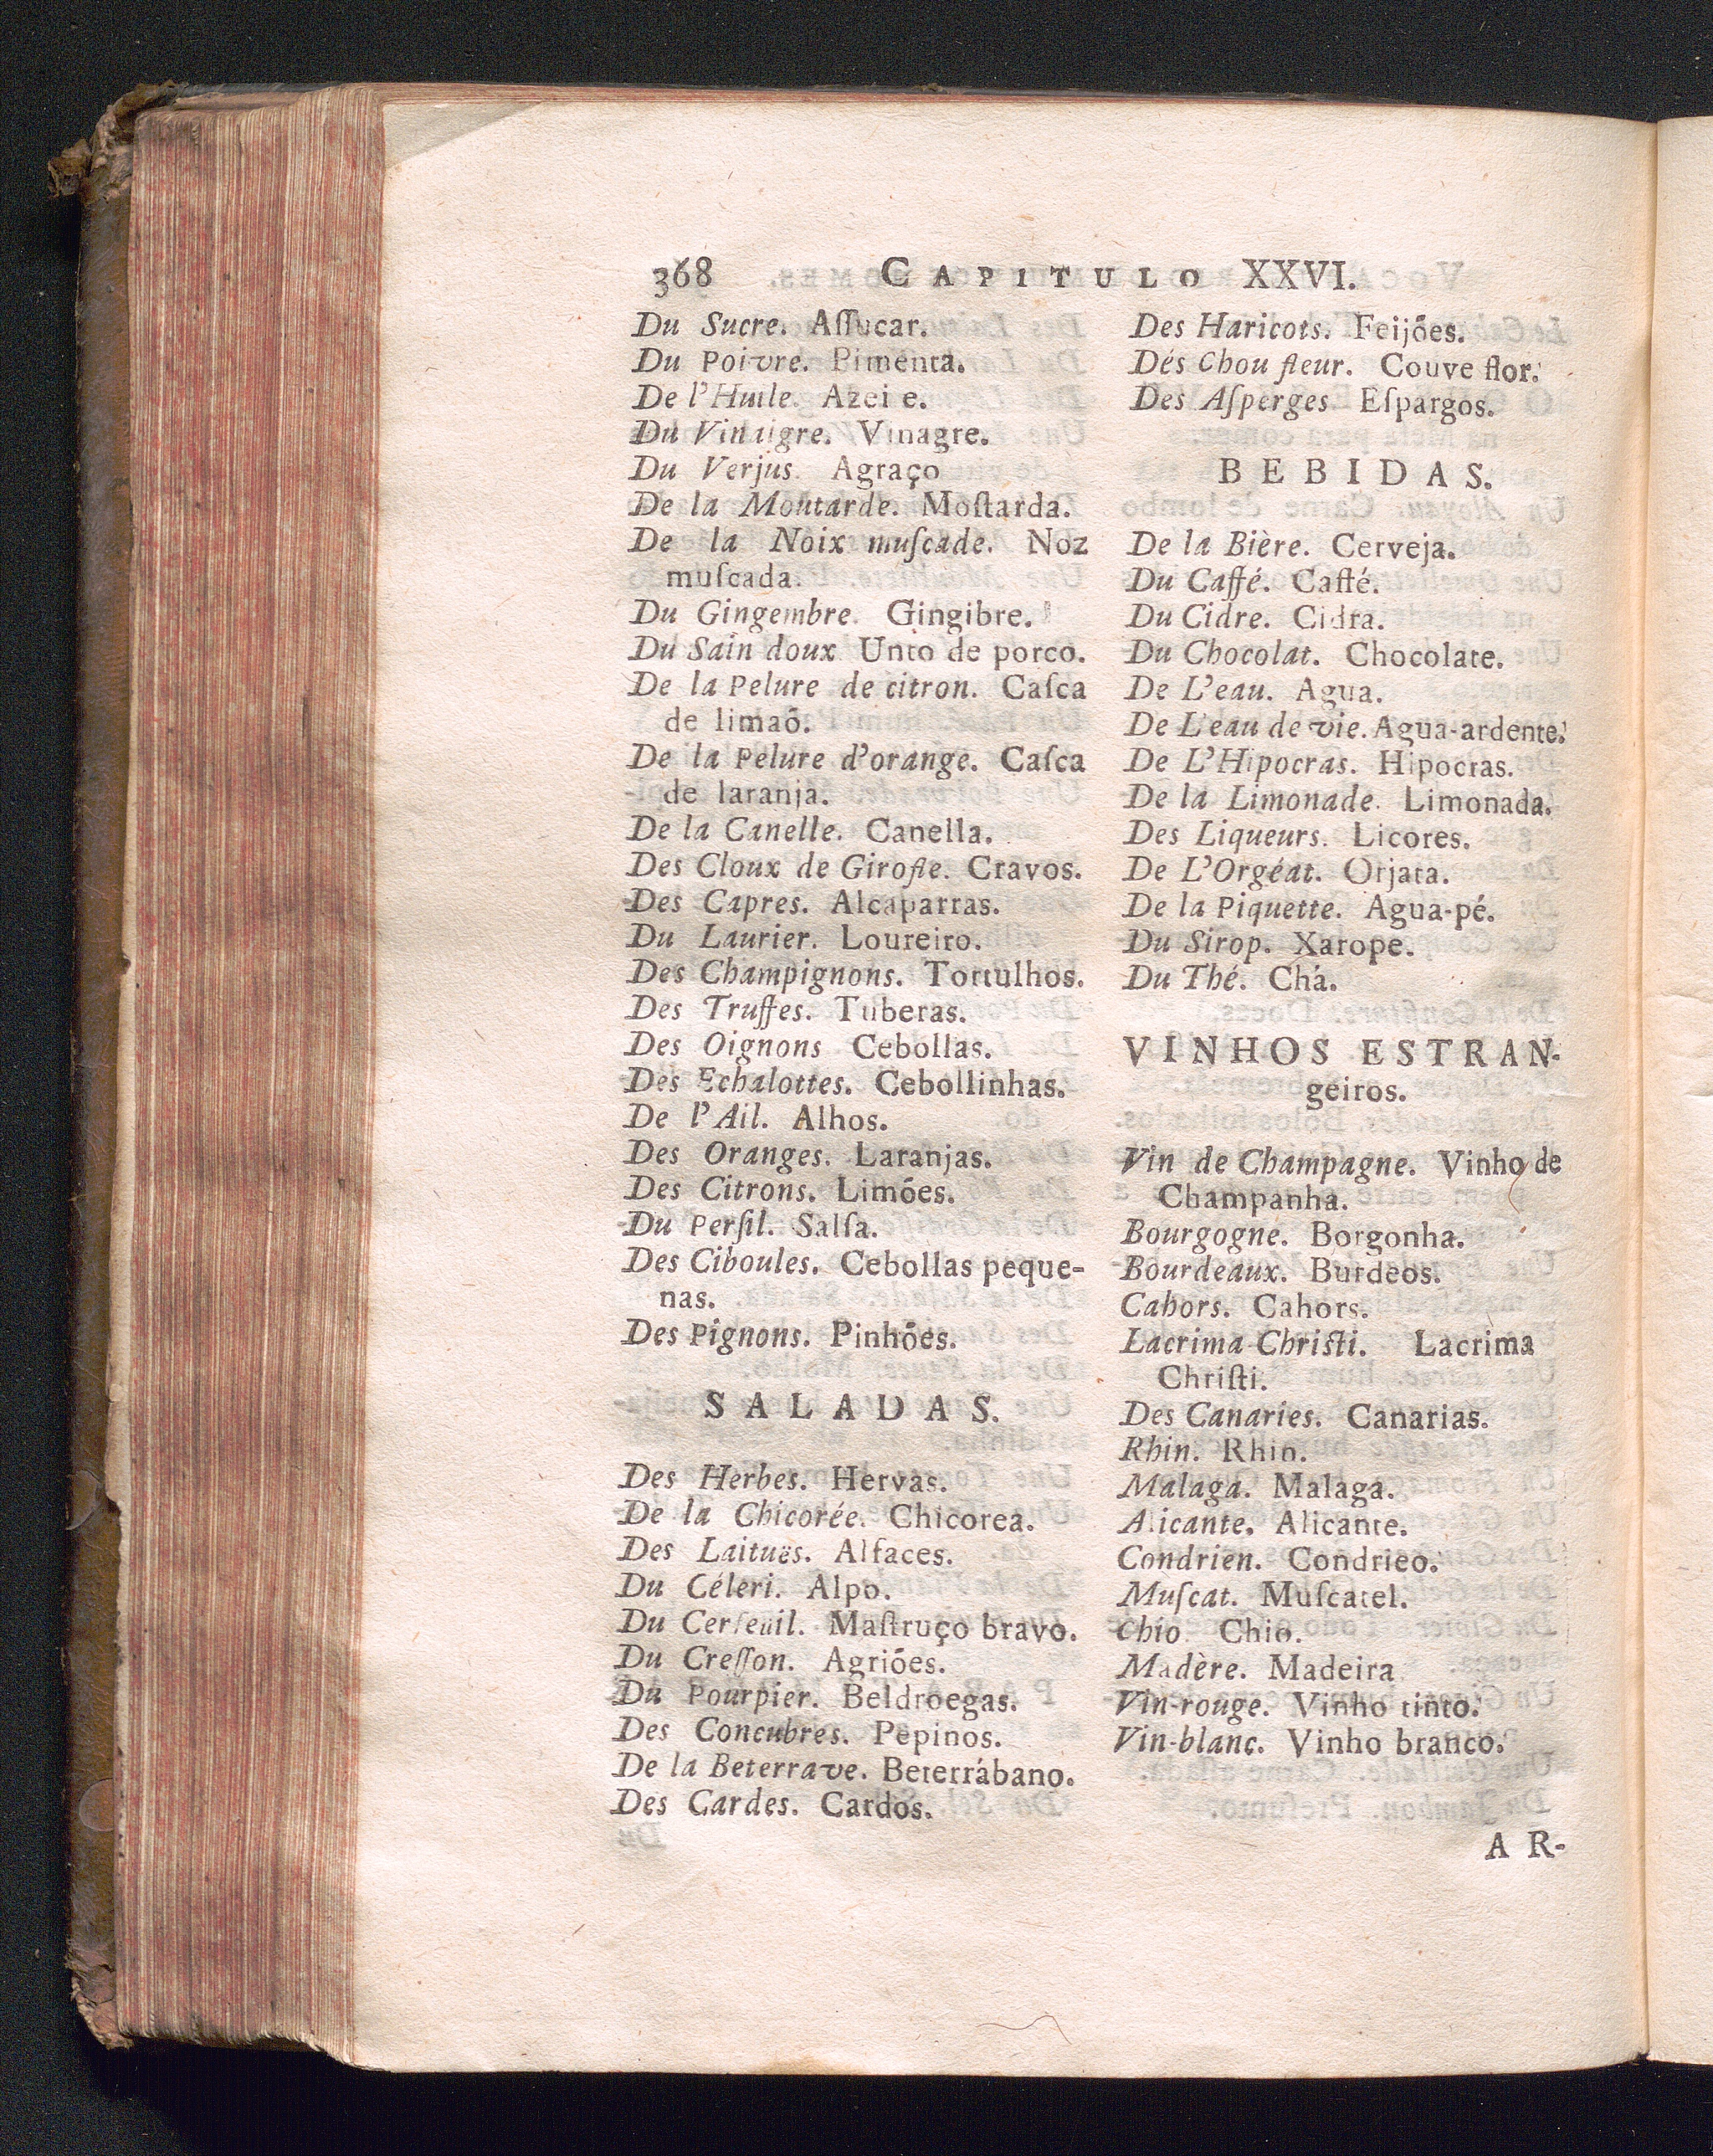 368 CAPITULO XXVI.
Du Sucre. Aſſucar.
Du Poivre. Pimenta.
De l'Huile. Azei e.
Du Vinaigre. Vinagre.
Du Verjus. Agraço
De la Moutarde. Moſtarda.
De la Noix muſcade. Noz
muſcada.
Du Gingembre. Gingibre.
Du Sain doux Unto de porco.
De la Pelure de citron. Caſca
de limaõ.
De la Pelure d'orange. Caſca
de laranja.
De la Canelle. Canella.
Des Cloux de Girofle. Cravos.
Des Capres. Alcaparras.
Du Laurier. Loureiro.
Des Champignons. Tortulhos.
Des Truffes. Tuberas.
Des Oignons Cebollas.
Des Echalottes. Cebollinhas.
De l'Ail. Alhos.
Des Oranges. Laranjas.
Des Citrons. Limões.
Du Perſil. Salſa.
Des Ciboules. Cebollas peque-
nas.
Des Pignons. Pinhões.
SALADAS.
Des Herbes. Hervas.
De la Chicorée. Chicorea.
Des Laituës. Alfaces.
Du Céleri. Alpo.
Du Cerfeuil. Maſtruço bravo.
Du Creſſon. Agriões.
Du Pourpier. Beldroegas.
Des Concubres. Pepinos.
De la Beterrave. Beterrábano.
Des Cardes. Cardos.
Des Haricots. Feijões.
Dés Chou fleur. Couve flor.
Des Aſperges. Eſpargos.
BEBIDAS.
De la Bière. Cerveja.
Du Caffé. Caffé.
Du Cidre. Cidra.
Du Chocolat. Chocolate.
De L'eau. Agua.
De L'eau de vie. Agua-ardente.
De L'Hipocras. Hipocras.
De la Limonade. Limonada.
Des Liqueurs. Licores.
De L'Orgéat. Orjata.
De la Piquette. Agua-pé.
Du Sirop. Xarope.
Du Thé. Chá.
VINHOS ESTRAN-
geiros.
Vin de Champagne. Vinho de
Champanha.
Bourgogne. Borgonha.
Bourdeaux. Burdeos.
Cahors. Cahors.
Lacrima Chriſti. Lacrima
Chriſti.
Des Canaries. Canarias.
Rhin. Rhin.
Malaga. Malaga.
Alicante. Alicante.
Condrien. Condrieo.
Muſcat. Muſcatel.
Chio Chio.
Madère. Madeira
Vin-rouge. Vinho tinto.
Vin-blanc. Vinho branco.
AR-